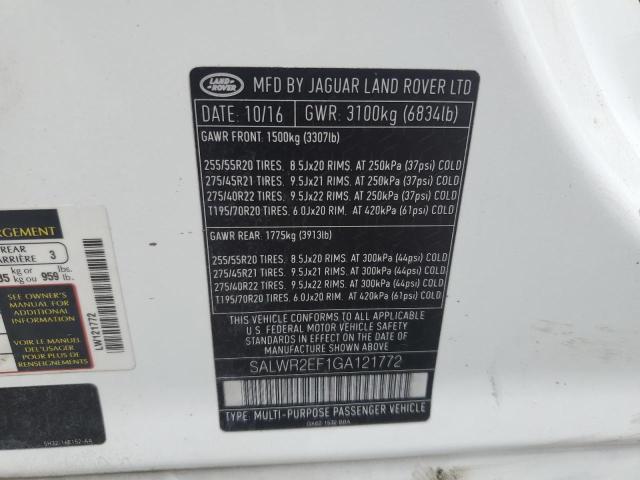 LAND-ROVER
MFD BY JAGUAR LAND ROVER LTD
DATE: 10/16 GWR: 3100kg (6834lb)
GAWR FRONT: 1500kg (3307lb)
255/55R20 TIRES. 8.5Jx20 RIMS. AT 250kPa (37psi) COLD
275/45R21 TIRES. 9.5Jx21 RIMS. AT 250kPa (37psi) COLD
275/40R22 TIRES. 9.5Jx22 RIMS. AT 250kPa (37psi) COLD
T195/70R20 TIRES. 6.0Jx20 RIM. AT 420kPa (61psi) COLD
GAWR REAR: 1775kg (3913lb)
255/55R20 TIRES. 8.5Jx20 RIMS. AT 300kPa (44psi) COLD
275/45R21 TIRES. 9.5Jx21 RIMS. AT 300kPa (44psi) COLD
275/40R22 TIRES. 9.5Jx22 RIMS. AT 300kPa (44psi) COLD
T195/70R20 TIRES. 6.0Jx20 RIM. AT 420kPa (61psi) COLD
THIS VEHICLE CONFORMS TO ALL APPLICABLE
U.S. FEDERAL MOTOR VEHICLE SAFETY
STANDARDS IN EFFECT ON THE DATE OF
MANUFACTURE SHOWN ABOVE.
SALWR2EF1GA121772
TYPE: MULTI-PURPOSE PASSENGER VEHICLE
RGEMENT
REAR
ARRIÈRE 3
kg or lbs.
kg ou 959 lb.
SEE OWNER'S
MANUAL FOR
ADDITIONAL
INFORMATION
VOIR LE MANUEL
DE L'USAGER
POUR PLUS DE
RENSEIGNEMENTS
LW121772